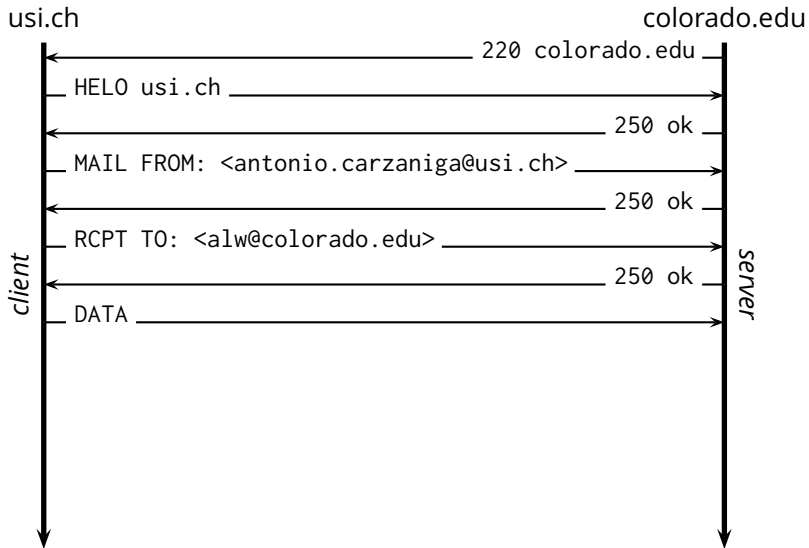 usi.ch
colorado.edu
220 colorado.edu
HELO usi.ch
250 ok
MAIL FROM: <antonio.carzaniga@usi.ch>
250 ok
RCPT TO: <alw@colorado.edu>
250 ok
DATA
client
server